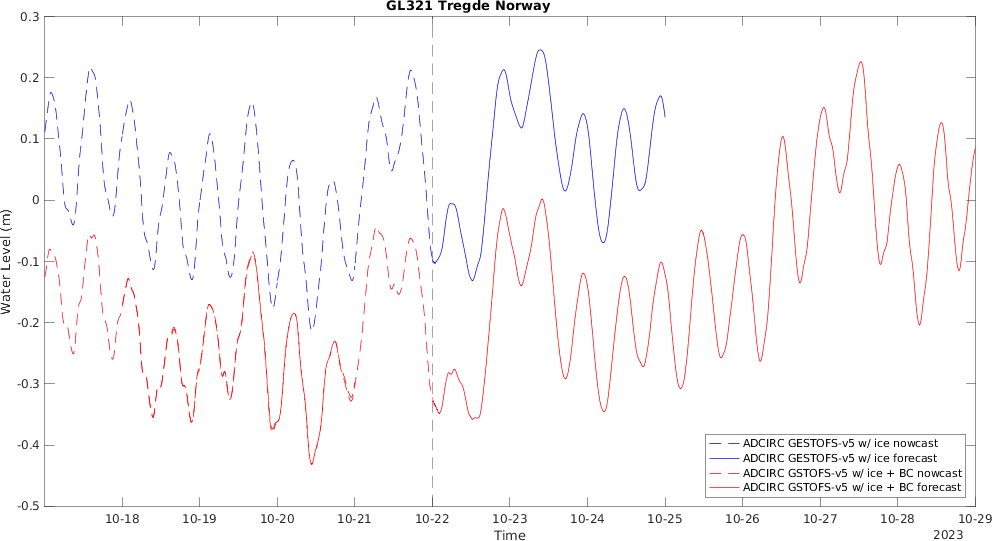 GL321 Tregde Norway
0.3
0.2
0.1
0
-0.1
-0.2
-0.3
-0.4
-0.5
Water Level (m)
ADCIRC GESTOFS-v5 w/ ice nowcast
ADCIRC GESTOFS-v5 w/ ice forecast
ADCIRC GSTOFS-v5 w/ ice + BC nowcast
ADCIRC GSTOFS-v5 w/ ice + BC forecast
10-18 10-19 10-20 10-21 10-22 10-23 10-24 10-25 10-26 10-27 10-28 10-29
Time
2023